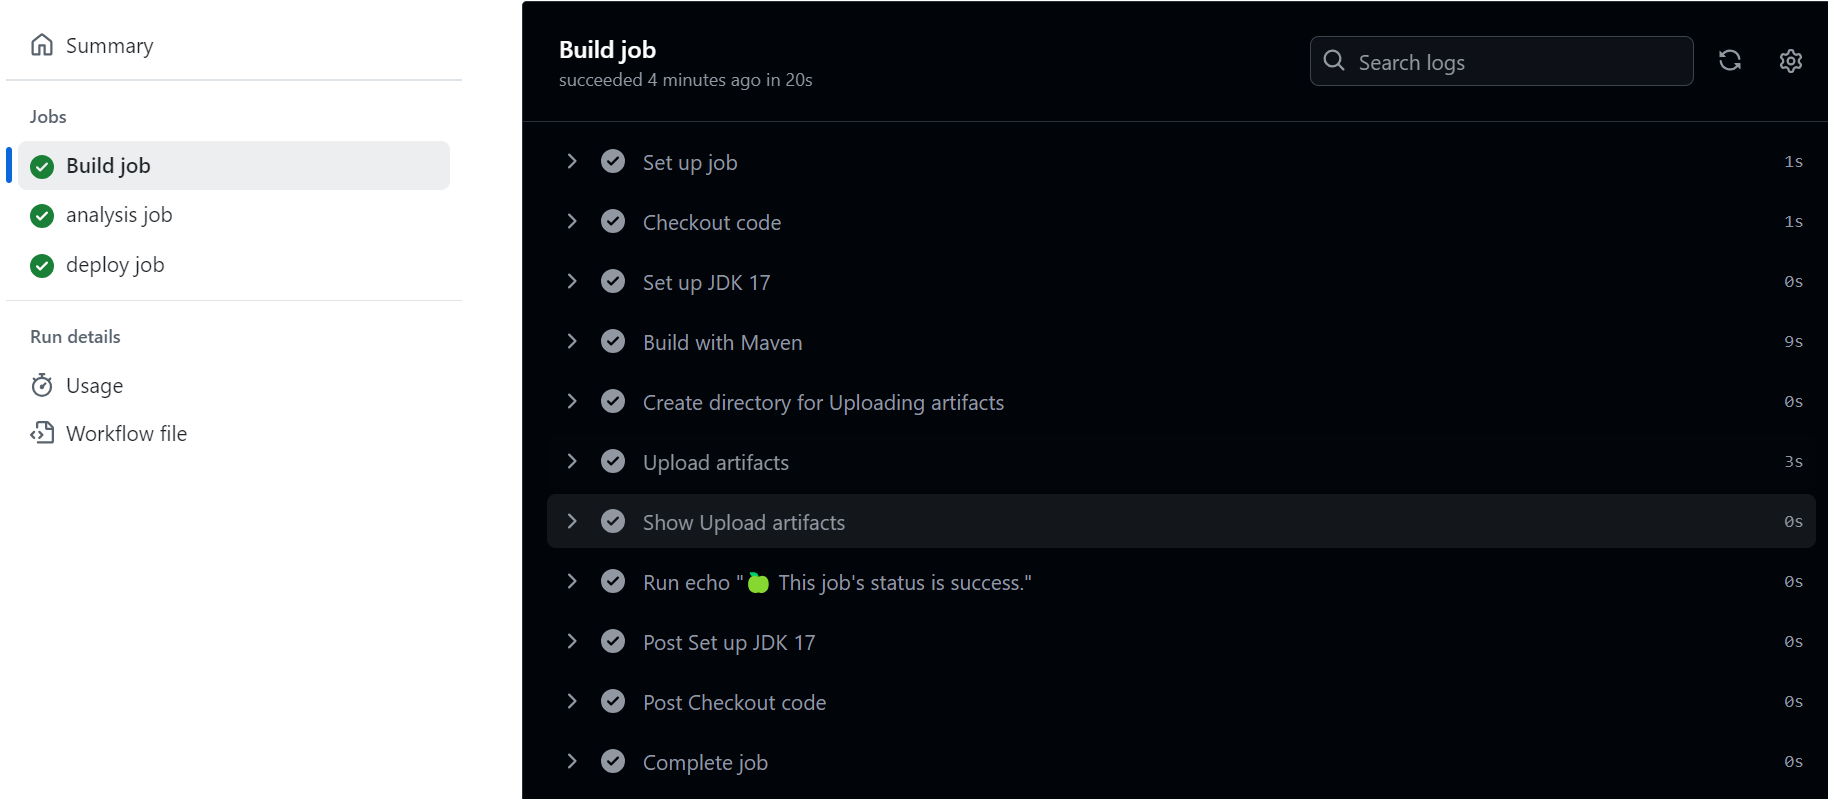 Summary
Jobs
Build job
analysis job
deploy job
Run details
Usage
Workflow file
Build job
succeeded 4 minutes ago in 20s
Search logs
Set up job 1s
Checkout code 1s
Set up JDK 17 0s
Build with Maven 9s
Create directory for Uploading artifacts 0s
Upload artifacts 3s
Show Upload artifacts 0s
Run echo "🍏 This job's status is success." 0s
Post Set up JDK 17 0s
Post Checkout code 0s
Complete job 0s